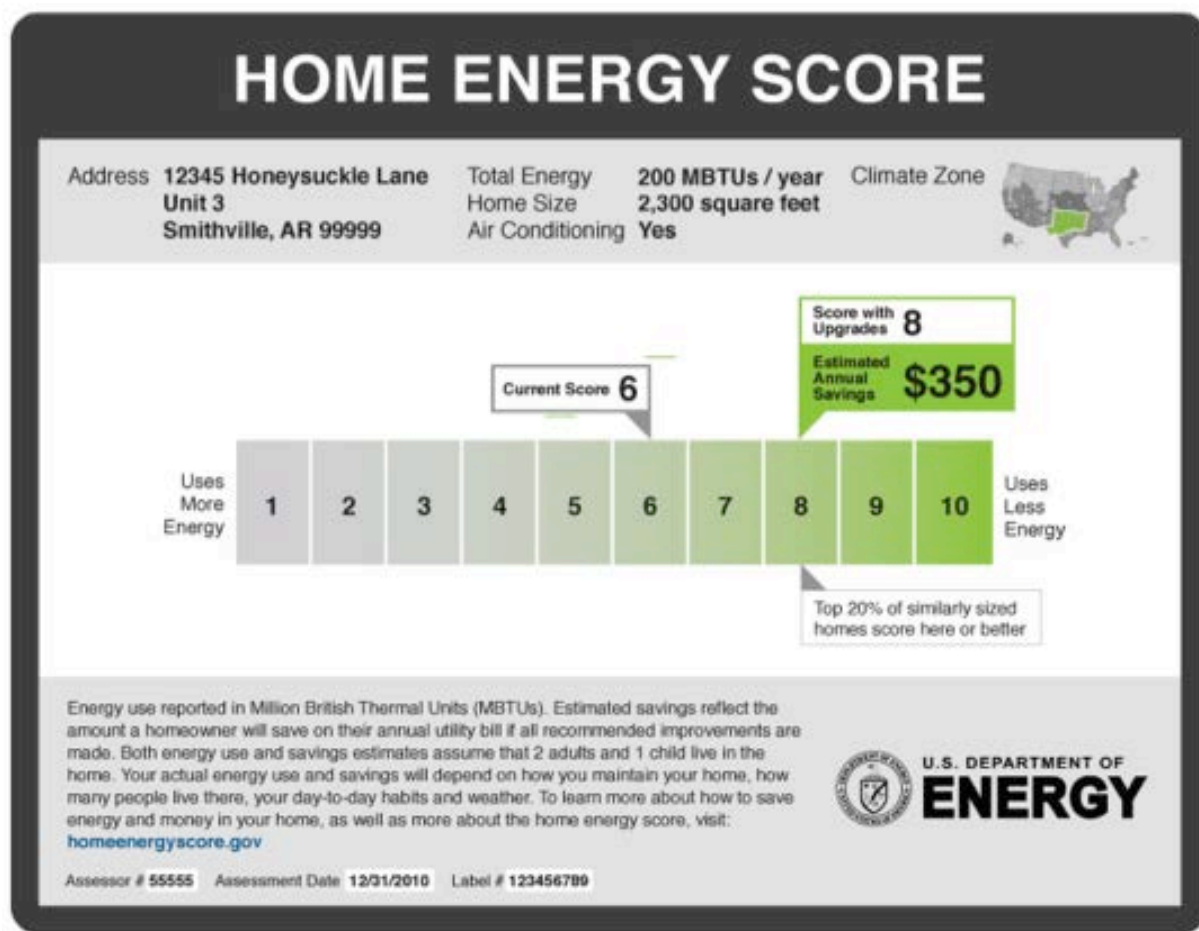 HOME ENERGY SCORE
Address 12345 Honeysuckle Lane
Unit 3
Smithville, AR 99999
Total Energy 200 MBTUs / year
Home Size 2,300 square feet
Air Conditioning Yes
Climate Zone
Score with
Upgrades 8
Estimated
Annual
Savings $350
Current Score 6
Uses
More
Energy
1 2 3 4 5 6 7 8 9 10
Uses
Less
Energy
Top 20% of similarly sized
homes score here or better
Energy use reported in Million British Thermal Units (MBTUs). Estimated savings reflect the
amount a homeowner will save on their annual utility bill if all recommended improvements are
made. Both energy use and savings estimates assume that 2 adults and 1 child live in the
home. Your actual energy use and savings will depend on how you maintain your home, how
many people live there, your day-to-day habits and weather. To learn more about how to save
energy and money in your home, as well as more about the home energy score, visit:
homeenergyscore.gov
U.S. DEPARTMENT OF
ENERGY
Assessor # 55555 Assessment Date 12/31/2010 Label # 123456789